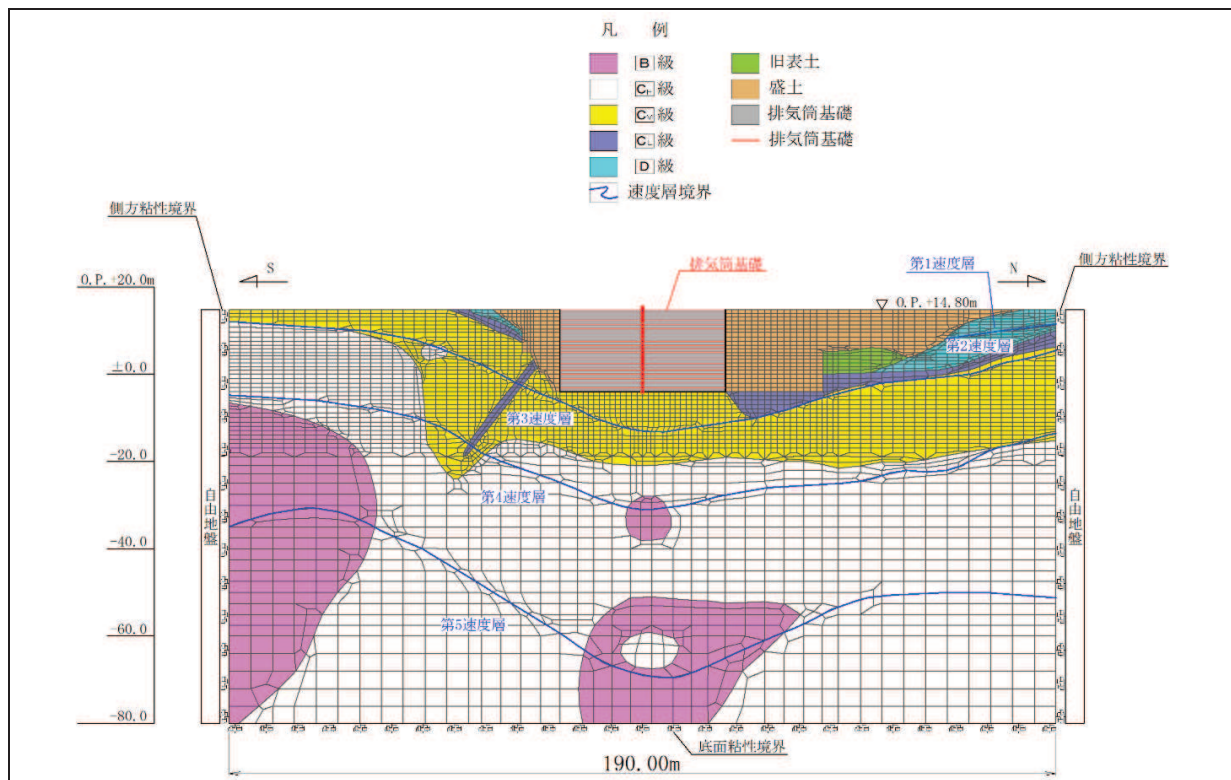 凡 例
B 級
CH 級
CM 級
CL 級
D 級
速度層境界
旧表土
盛土
排気筒基礎
排気筒基礎
側方粘性境界
S
排気筒基礎
第1速度層
N
側方粘性境界
O.P.+20.0m
O.P.+14.80m
第2速度層
±0.0
第3速度層
-20.0
第4速度層
自由地盤
自由地盤
-40.0
第5速度層
-60.0
-80.0
底面粘性境界
190.00m